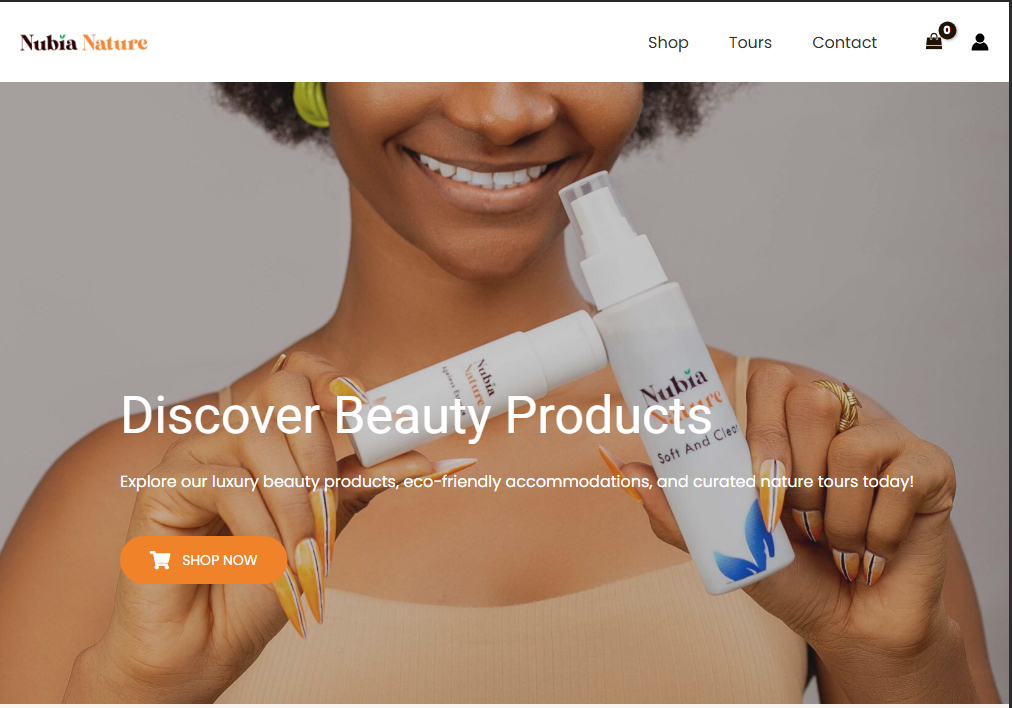 Nubia Nature
Shop
Tours
Contact
0
Nubia
Nature
Nubia
Nature
Soft And Clear
Discover Beauty Products
Explore our luxury beauty products, eco-friendly accommodations, and curated nature tours today!
SHOP NOW